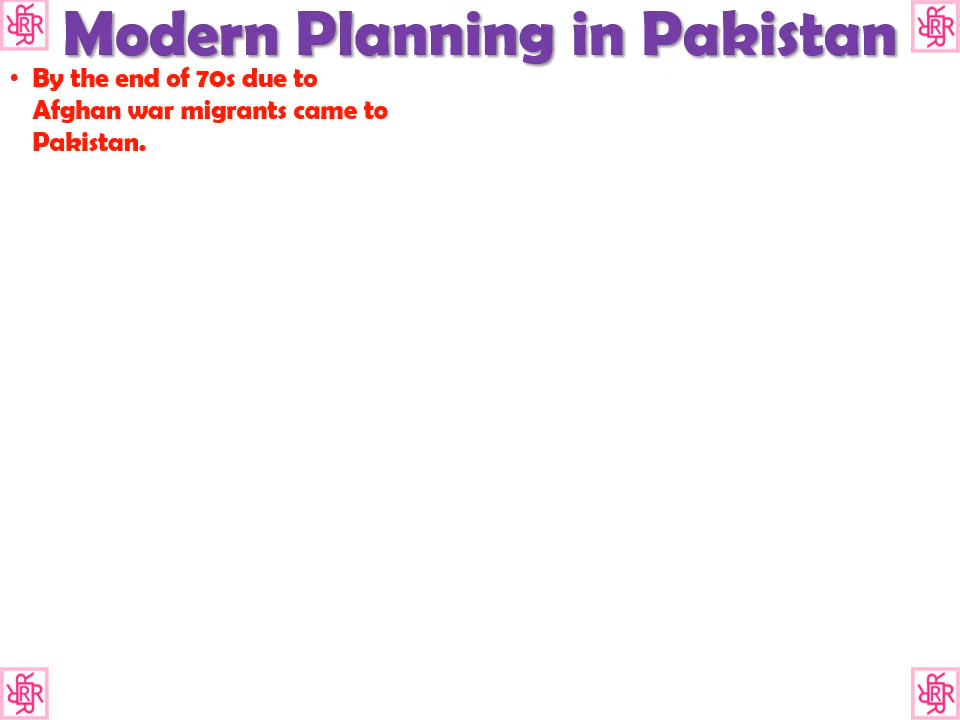 Modern Planning in Pakistan
• By the end of 70s due to
Afghan war migrants came to
Pakistan.